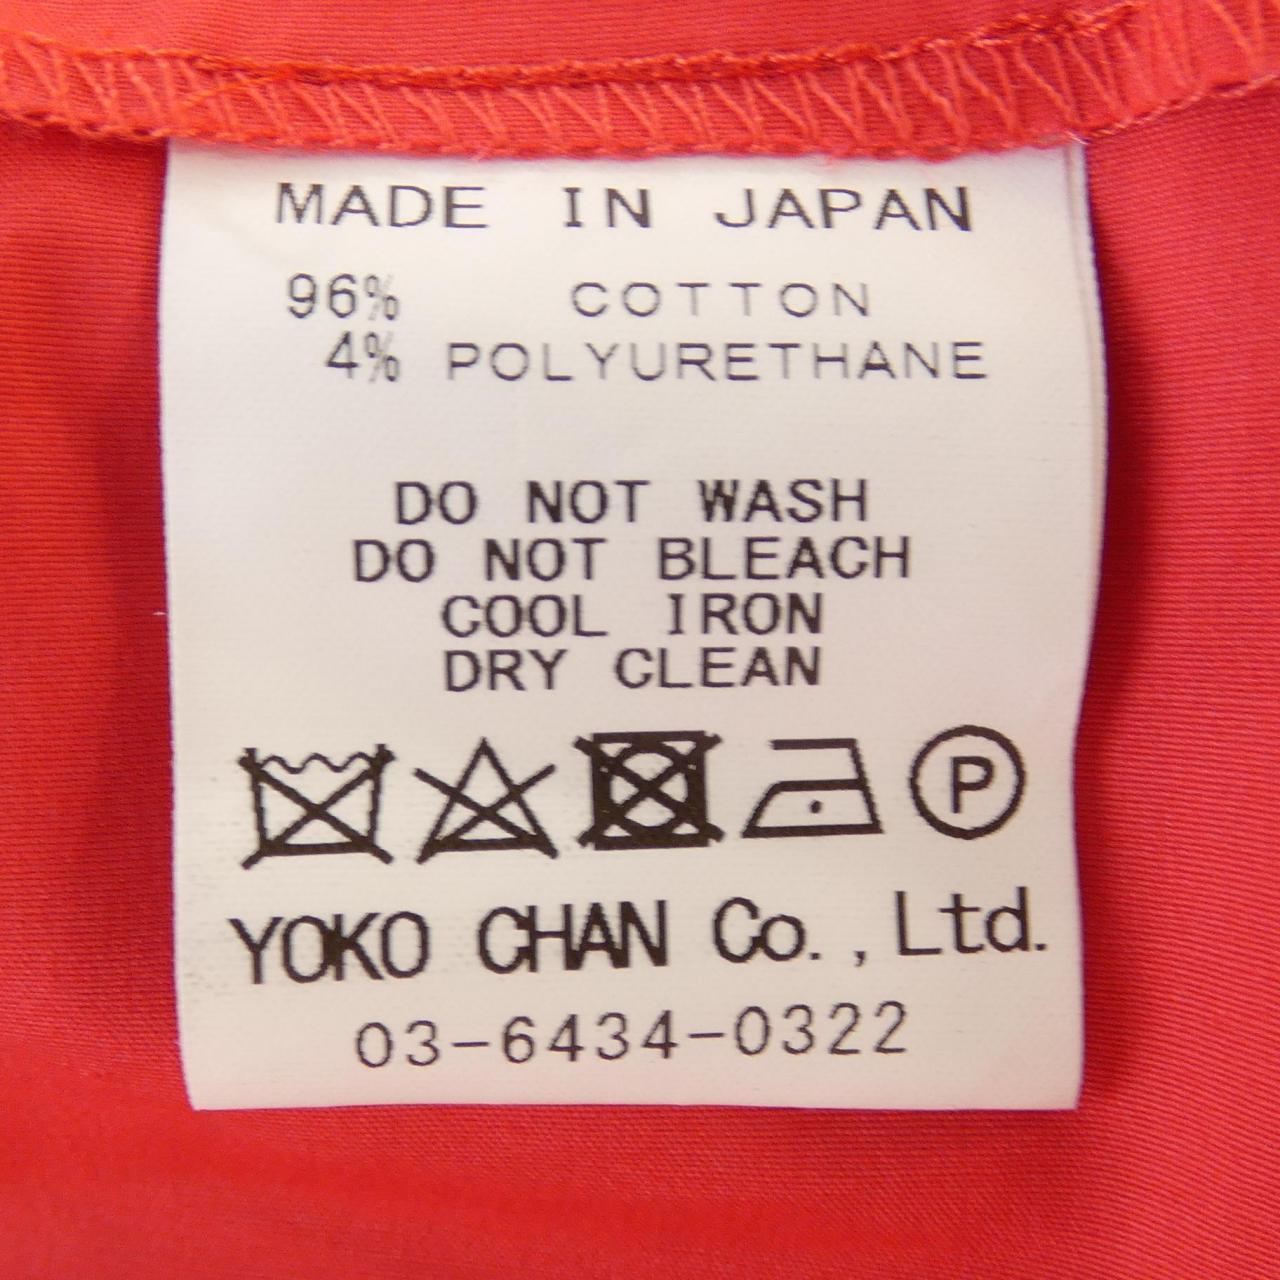 MADE IN JAPAN
96% COTTON
4% POLYURETHANE
DO NOT WASH
DO NOT BLEACH
COOL IRON
DRY CLEAN
P
YOKO CHAN Co., Ltd.
03-6434-0322